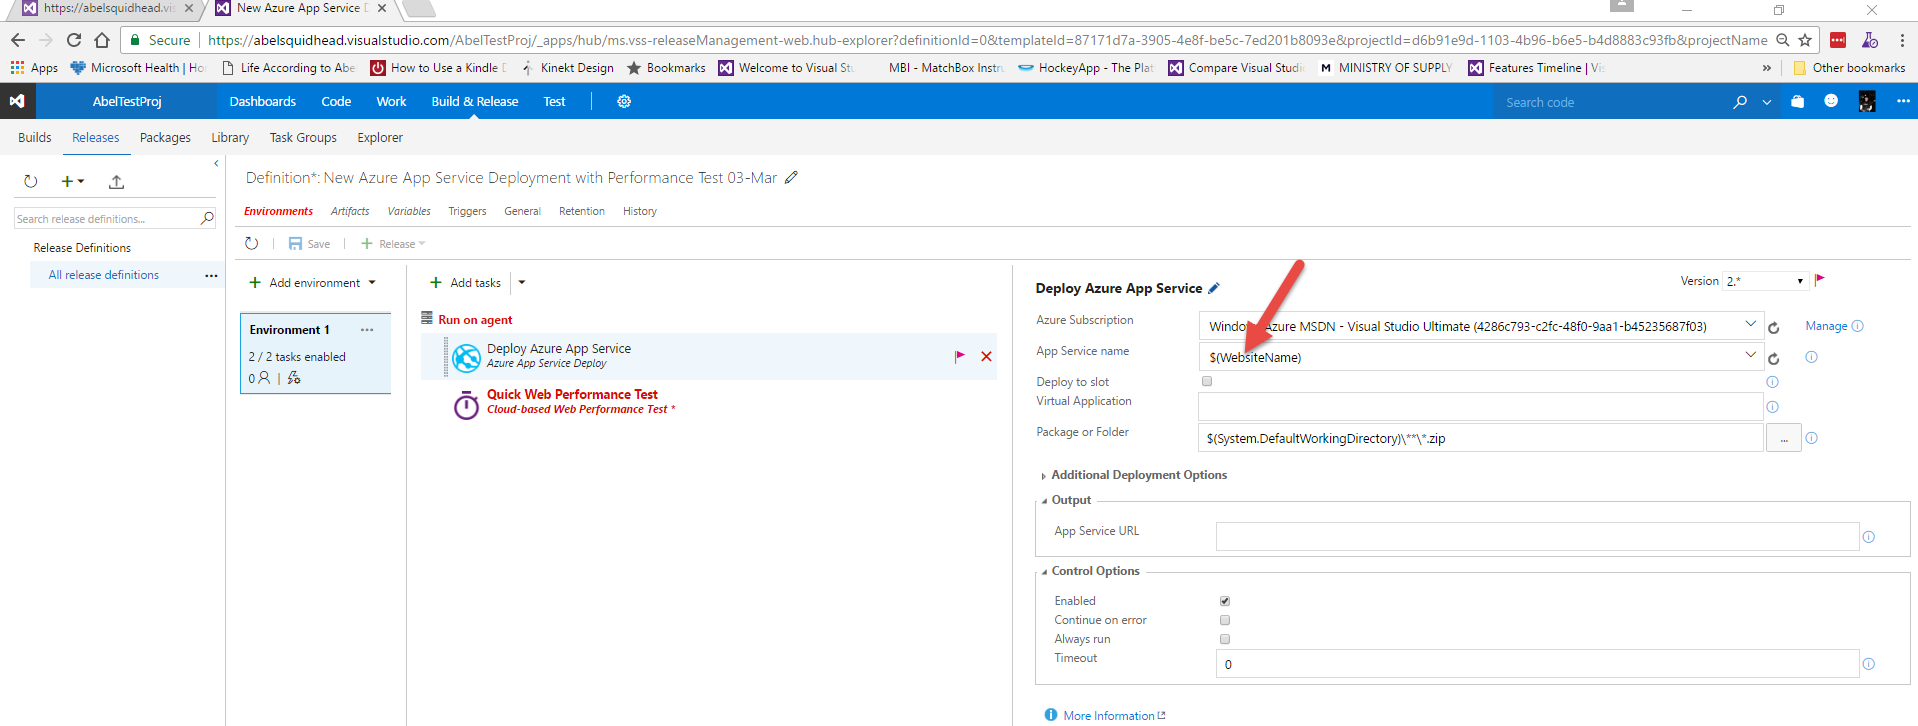 https://abelsquidhead.vis
New Azure App Service D
Secure https://abelsquidhead.visualstudio.com/AbelTestProj/_apps/hub/ms.vss-releaseManagement-web.hub-explorer?definitionId=0&templateId=87171d7a-3905-4e8f-be5c-7ed201b8093e&projectId=d6b91e9d-1103-4b96-b6e5-b4d8883c93fb&projectName
Apps Microsoft Health | Ho Life According to Abe How to Use a Kindle D Kinekt Design Bookmarks Welcome to Visual Stu MBI - MatchBox Instru HockeyApp - The Plat Compare Visual Studio MINISTRY OF SUPPLY Features Timeline | Vis » Other bookmarks
AbelTestProj Dashboards Code Work Build & Release Test Search code
Builds Releases Packages Library Task Groups Explorer
Definition*: New Azure App Service Deployment with Performance Test 03-Mar
Search release definitions...
Environments Artifacts Variables Triggers General Retention History
Release Definitions
Save Release
All release definitions ...
Add environment
Add tasks
Deploy Azure App Service
Version 2.*
Environment 1 ...
2 / 2 tasks enabled
0
Run on agent
Deploy Azure App Service
Azure App Service Deploy
Quick Web Performance Test
Cloud-based Web Performance Test *
Azure Subscription Window Azure MSDN - Visual Studio Ultimate (4286c793-c2fc-48f0-9aa1-b45235687f03) Manage
App Service name $(WebsiteName)
Deploy to slot
Virtual Application
Package or Folder $(System.DefaultWorkingDirectory)\**\*.zip ...
Additional Deployment Options
Output
App Service URL
Control Options
Enabled
Continue on error
Always run
Timeout 0
More Information